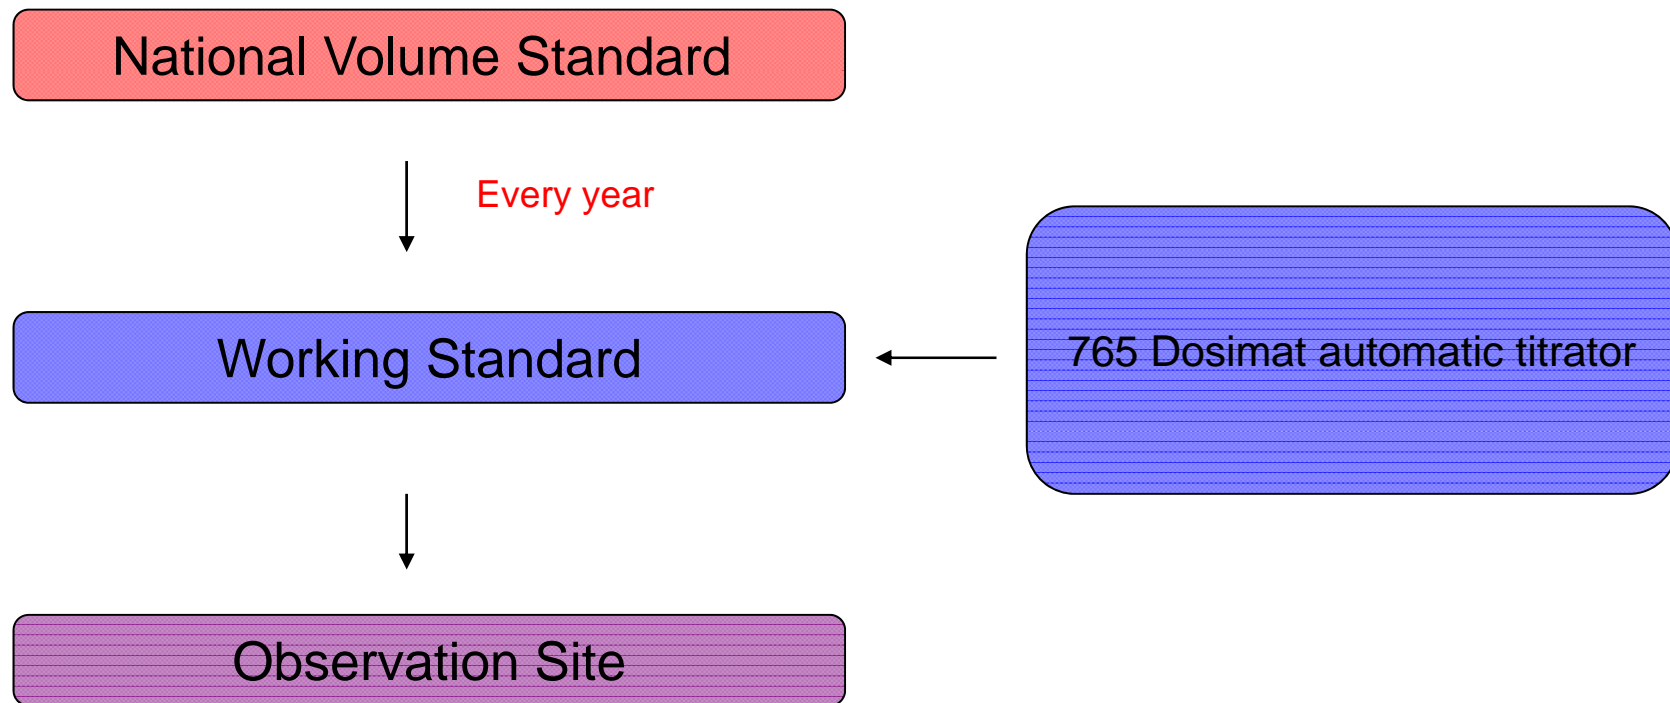 National Volume Standard
Every year
Working Standard
765 Dosimat automatic titrator
Observation Site